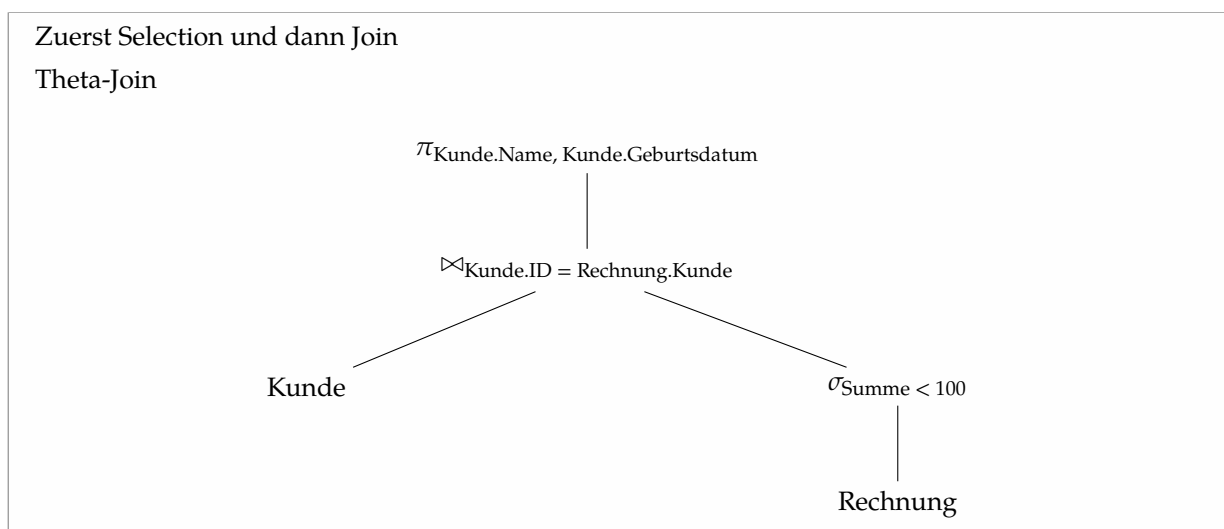 Zuerst Selection und dann Join
Theta-Join
πKunde.Name, Kunde.Geburtsdatum
⋈Kunde.ID = Rechnung.Kunde
Kunde
σSumme < 100
Rechnung